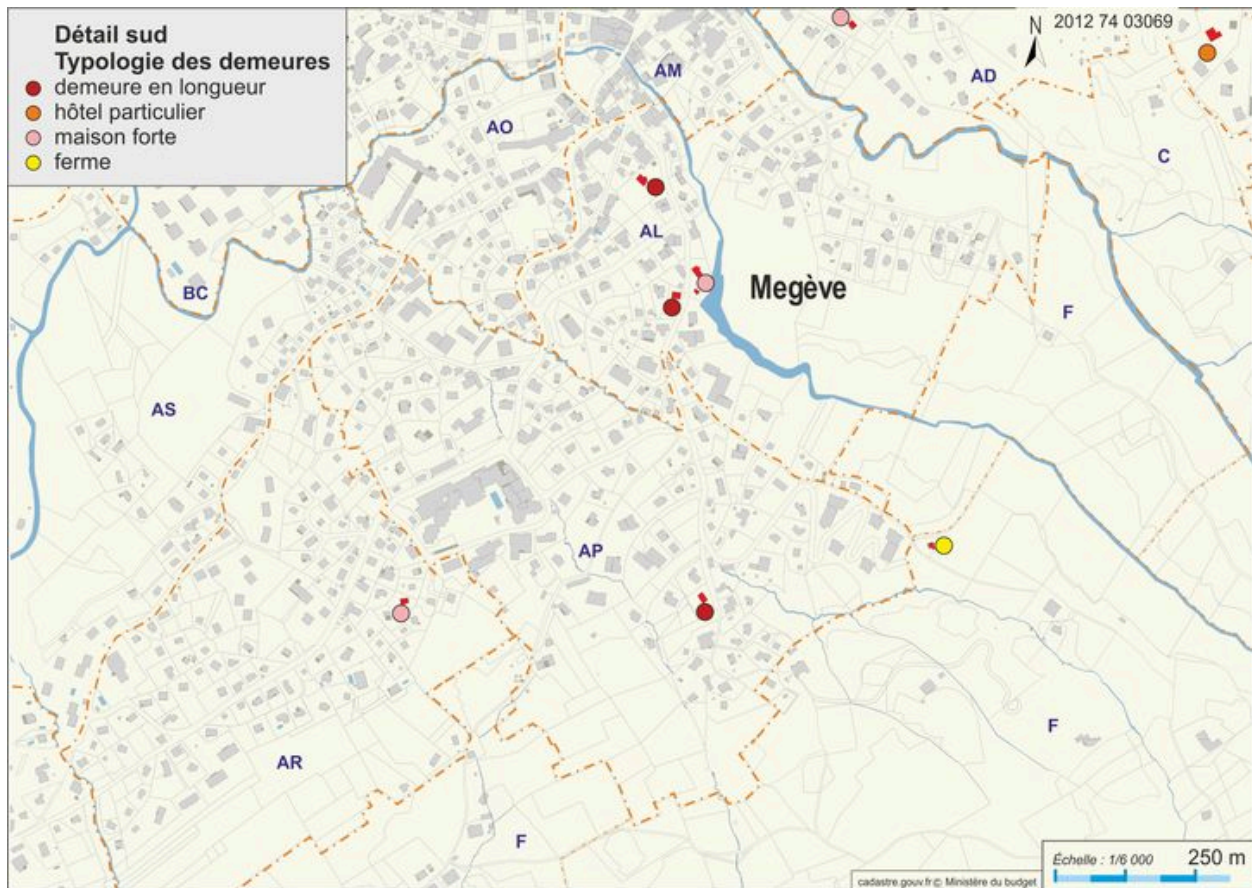 Détail sud
Typologie des demeures
demeure en longueur
hôtel particulier
maison forte
ferme
N
2012 74 03069
AM
AD
AO
C
AL
BC
Megève
F
AS
AP
F
AR
F
Échelle : 1/6 000
250 m
cadastre.gouv.fr © Ministère du budget